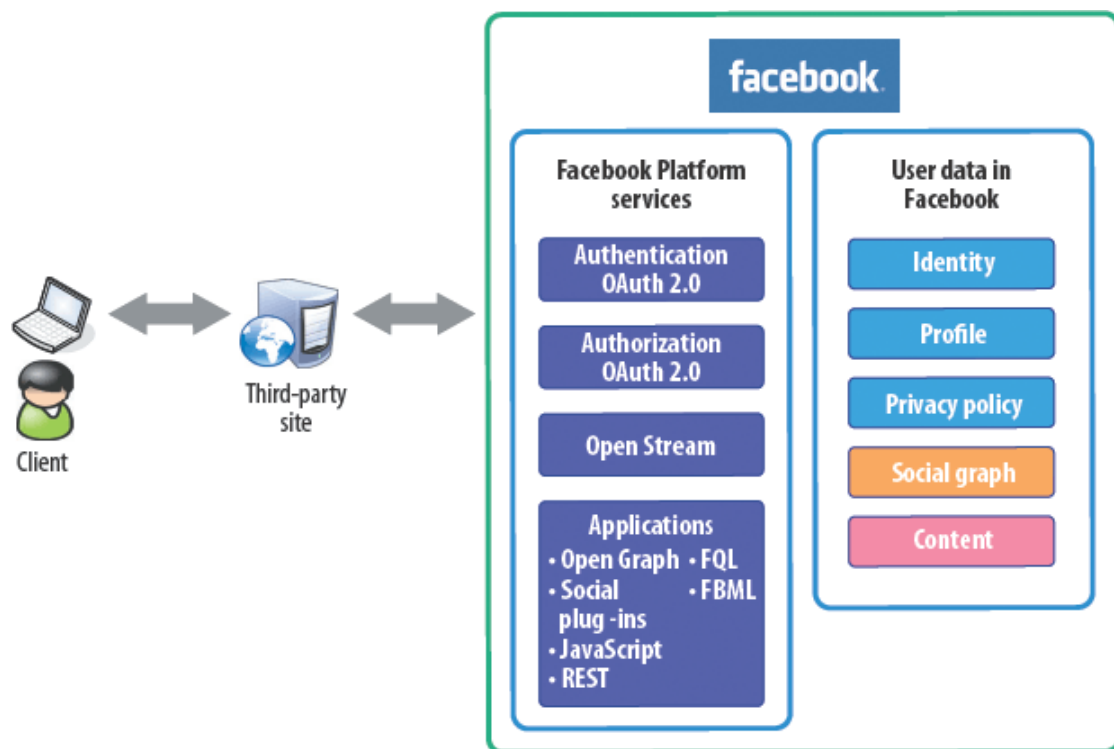 facebook.
Facebook Platform
services
Authentication
OAuth 2.0
Authorization
OAuth 2.0
Open Stream
Applications
• Open Graph • FQL
• Social • FBML
plug -ins
• JavaScript
• REST
User data in
Facebook
Identity
Profile
Privacy policy
Social graph
Content
Third-party
site
Client